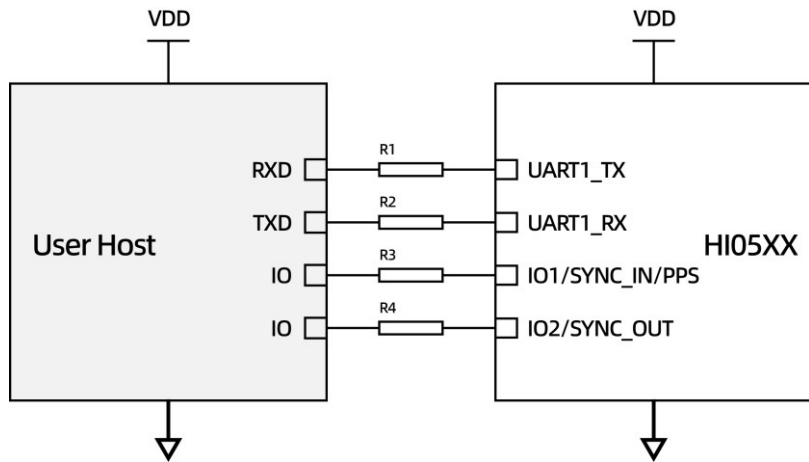 VDD
VDD
R1
RXD
UART1_TX
R2
TXD
UART1_RX
User Host
HI05XX
R3
IO
IO1/SYNC_IN/PPS
R4
IO
IO2/SYNC_OUT